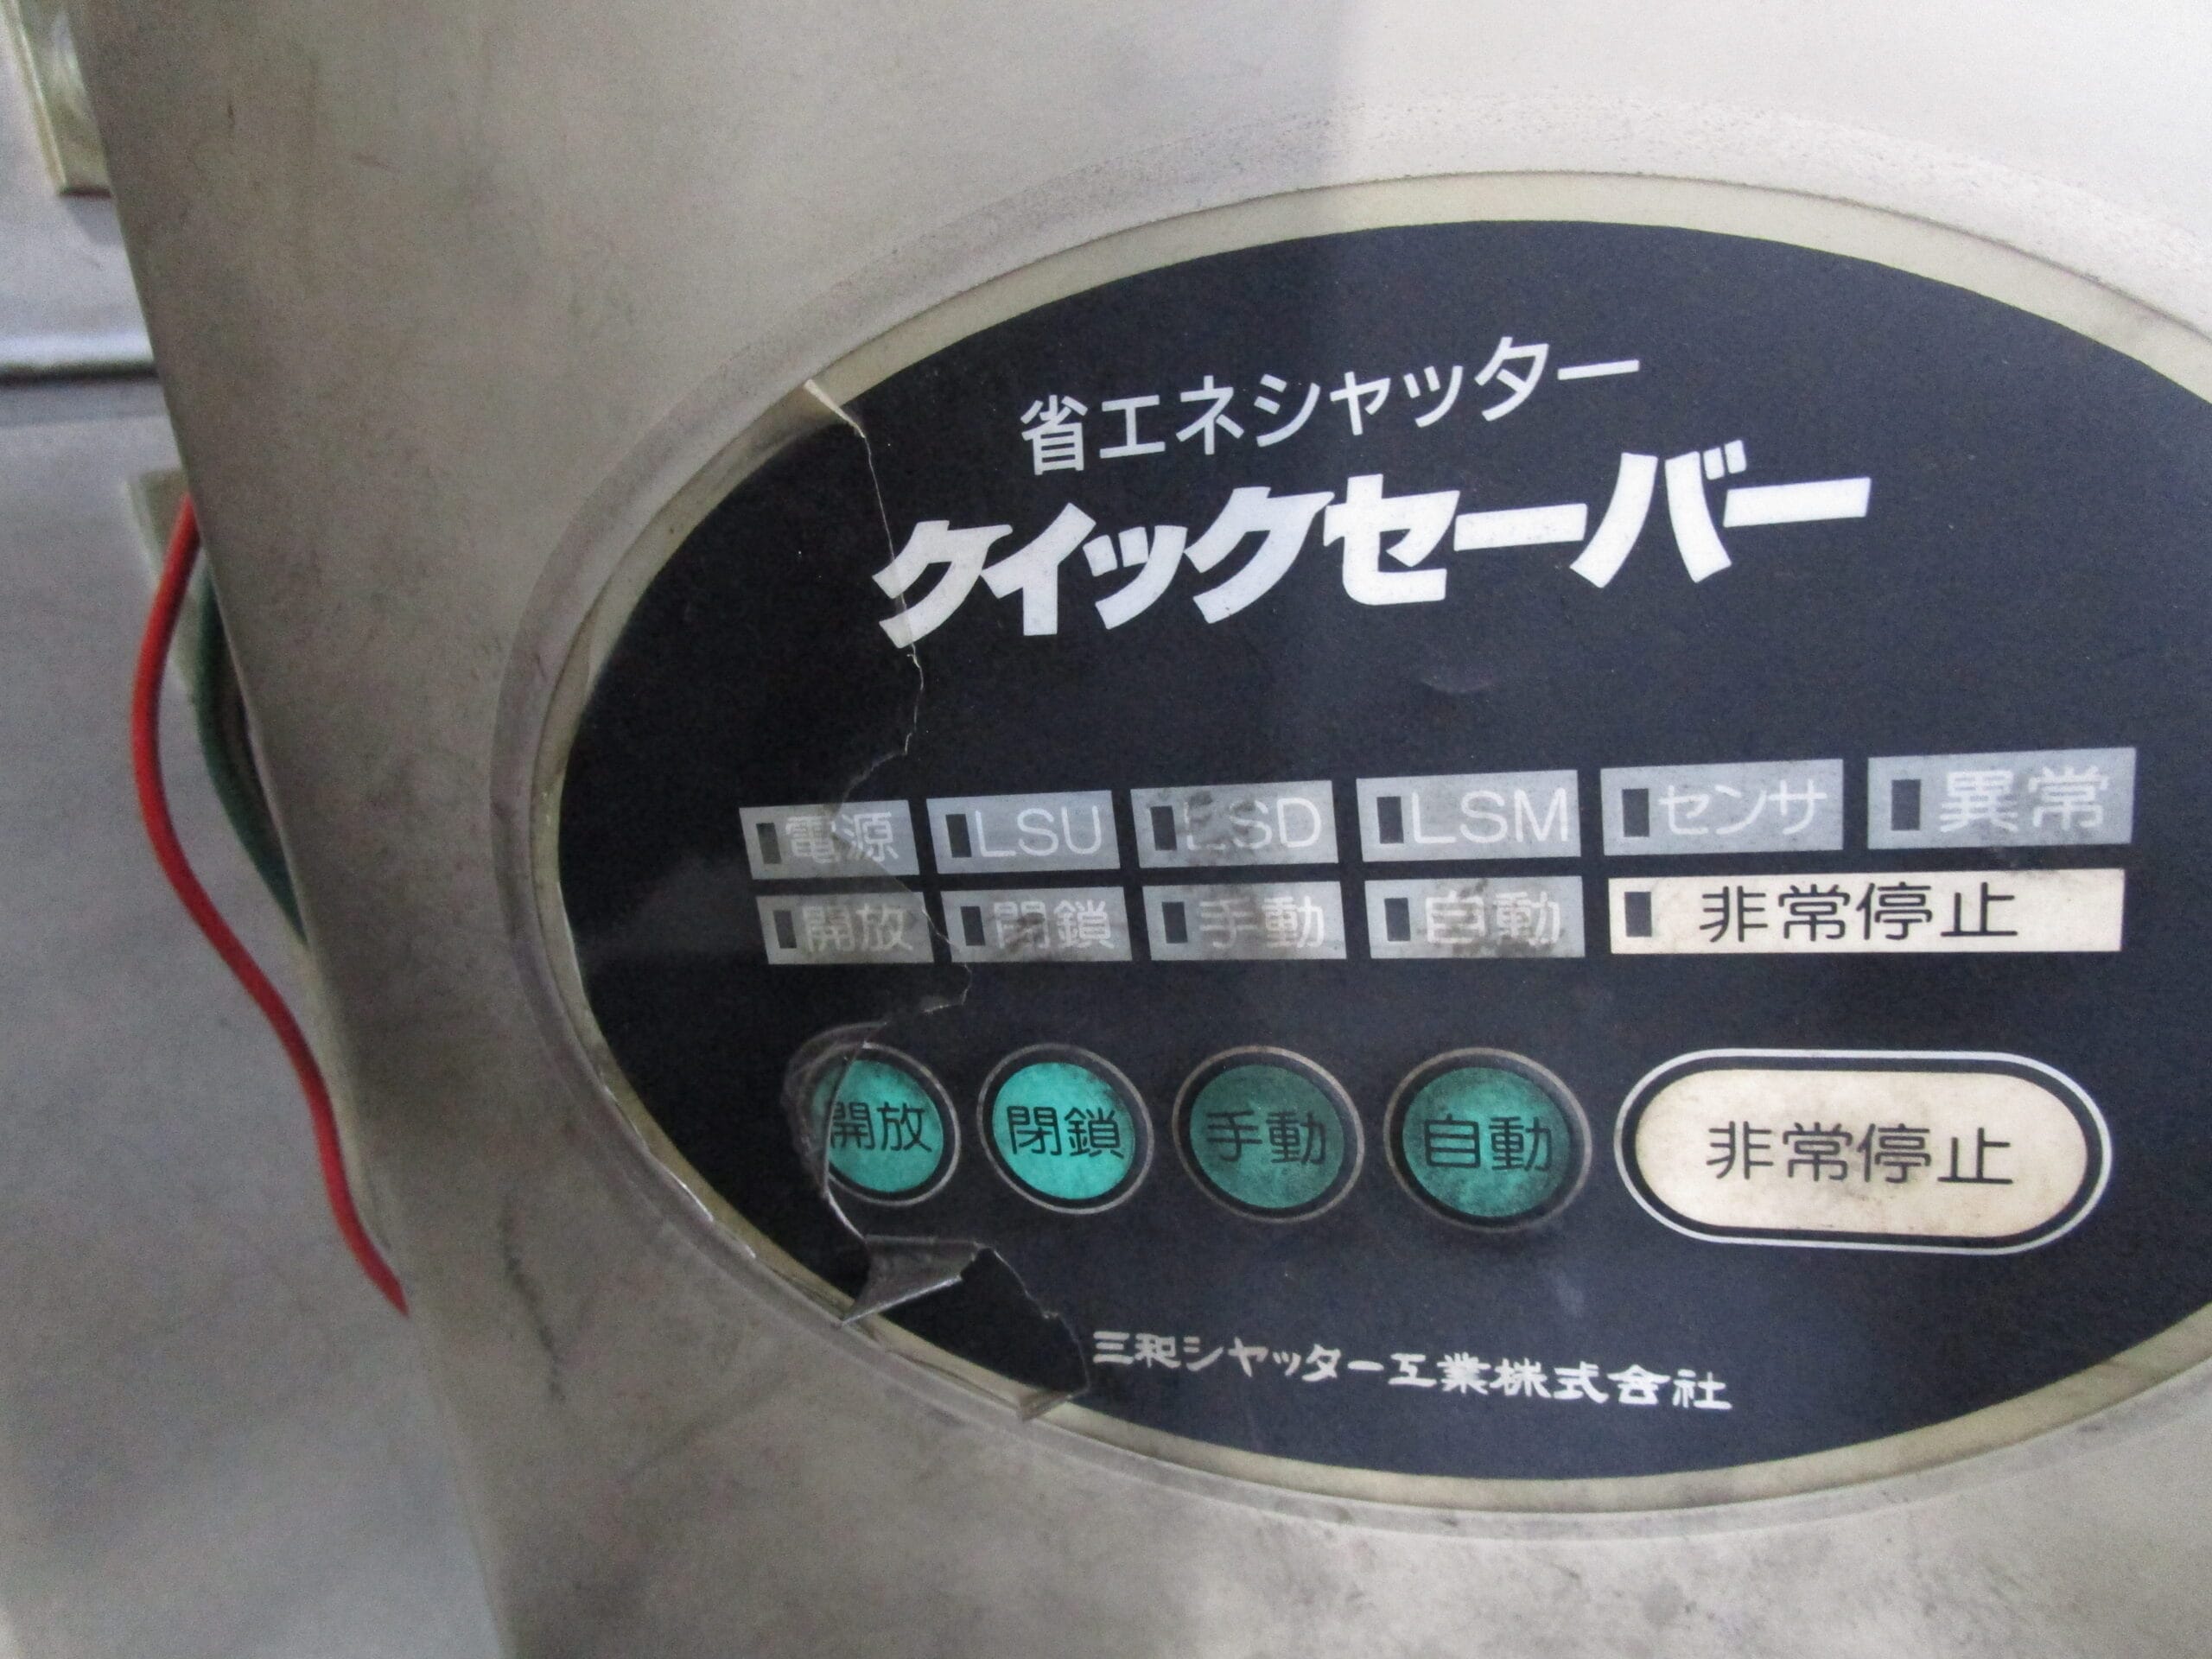 省エネシャッター
クイックセーバー
電源 LSU LSD LSM センサ 異常
開放 閉鎖 手動 自動 非常停止
開放 閉鎖 手動 自動 非常停止
三和シャッター工業株式会社